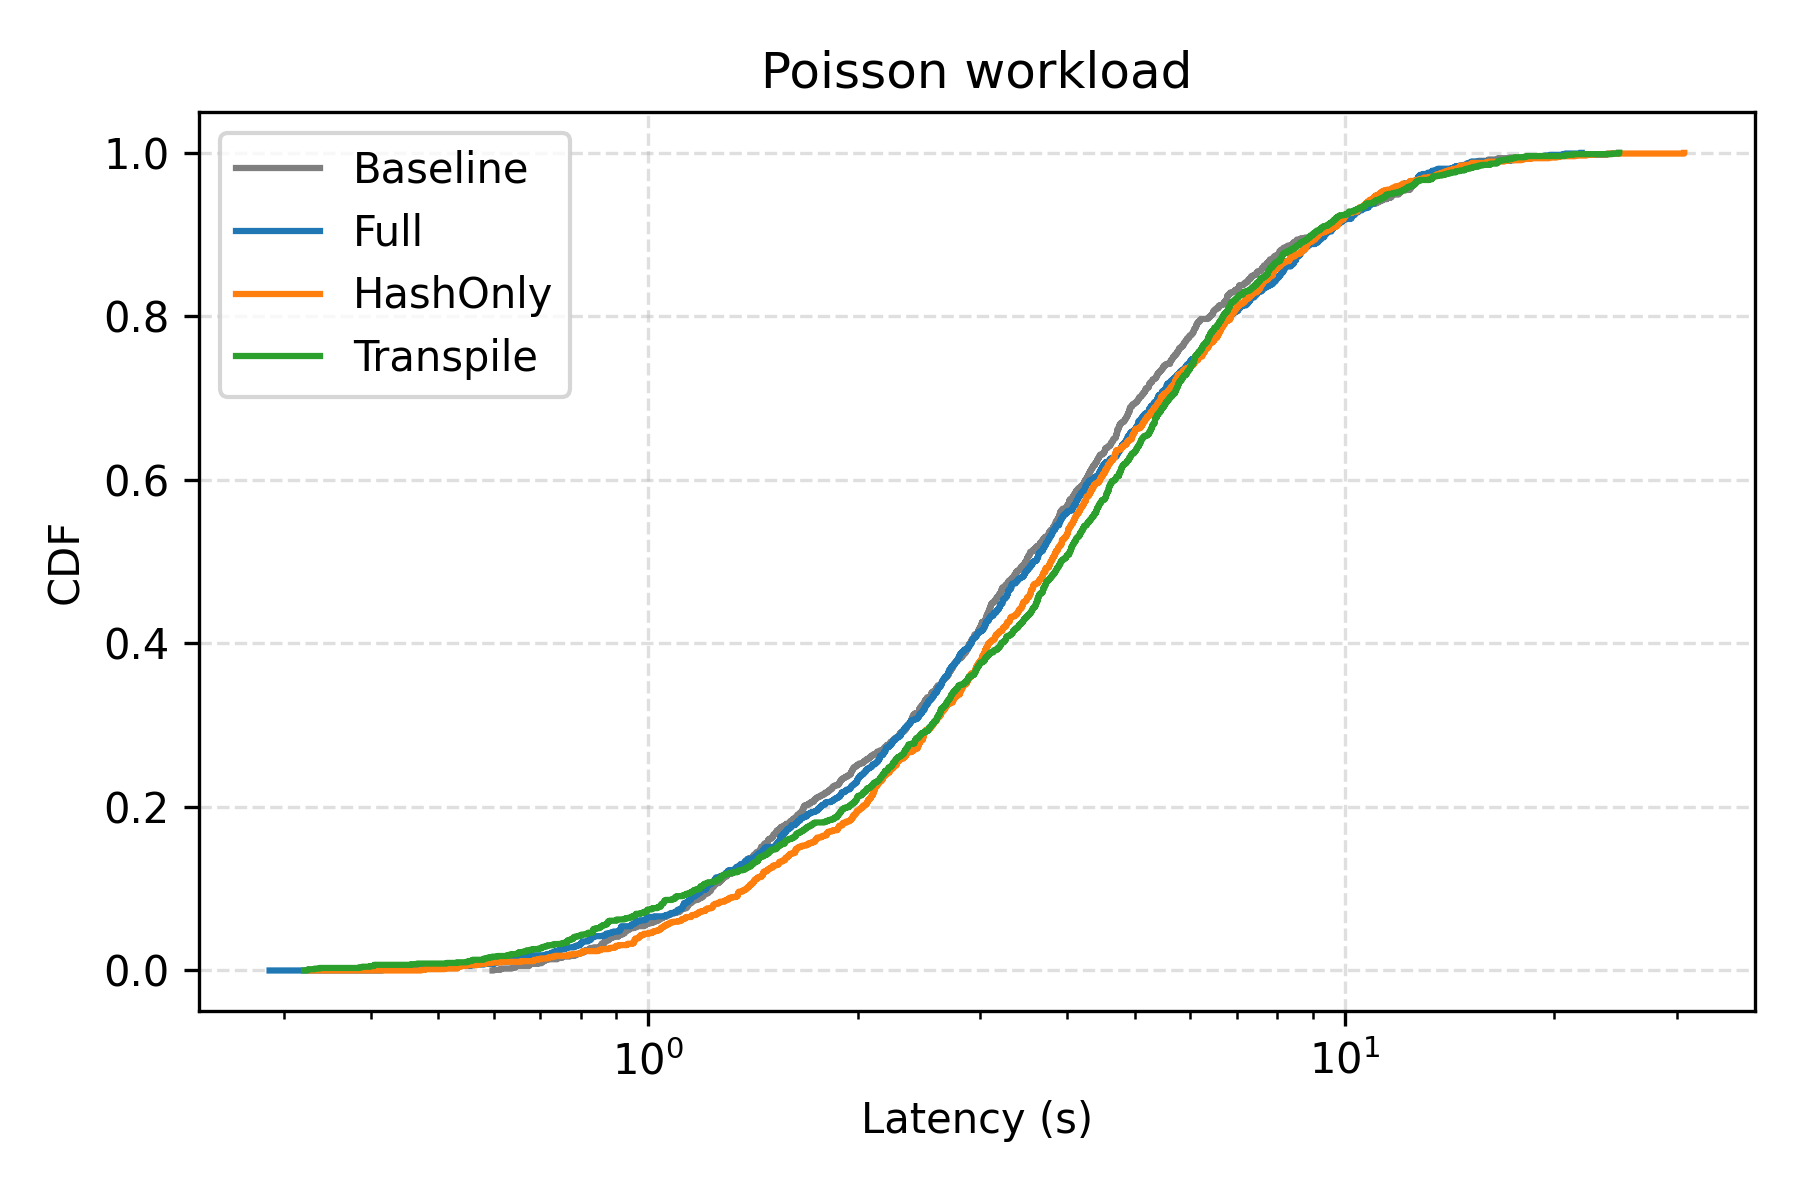 Poisson workload
1.0
0.8
0.6
0.4
0.2
0.0
CDF
Baseline
Full
HashOnly
Transpile
10⁰
10¹
Latency (s)